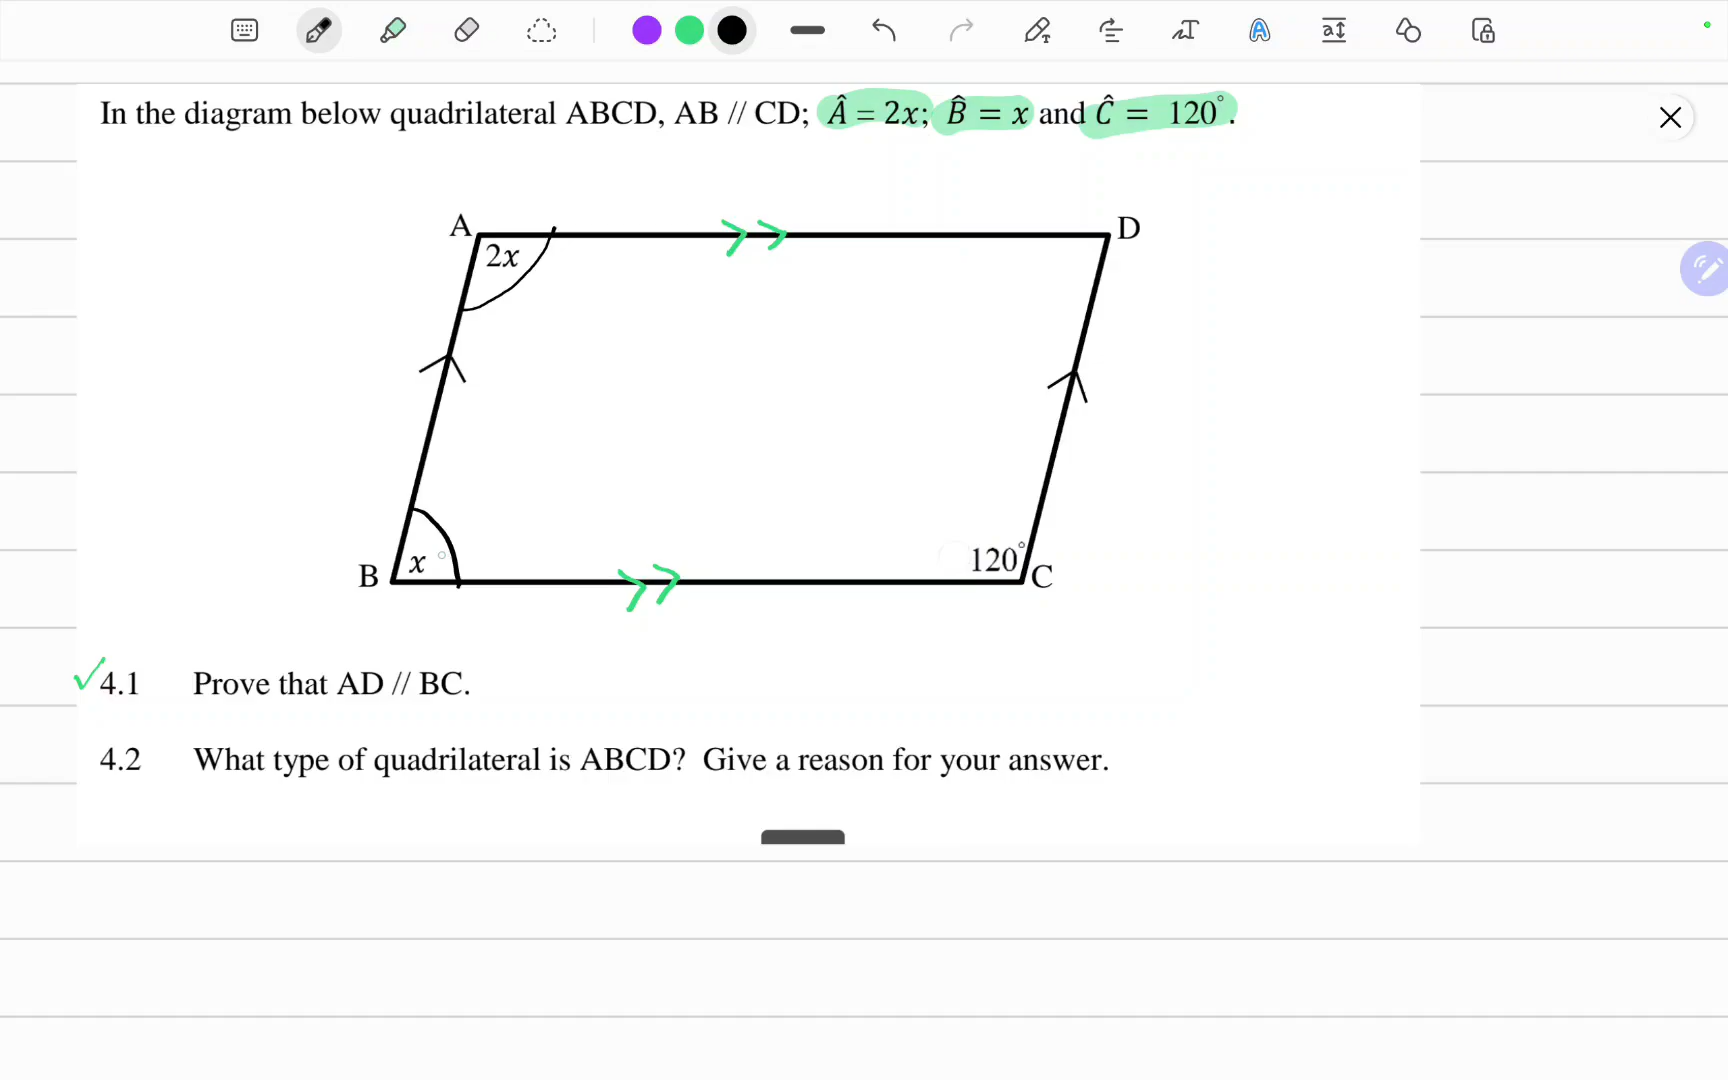 In the diagram below quadrilateral ABCD, AB // CD; Â = 2x; B̂ = x and Ĉ = 120°.
A
D
2x
B
x
120°
C
4.1 Prove that AD // BC.
4.2 What type of quadrilateral is ABCD? Give a reason for your answer.